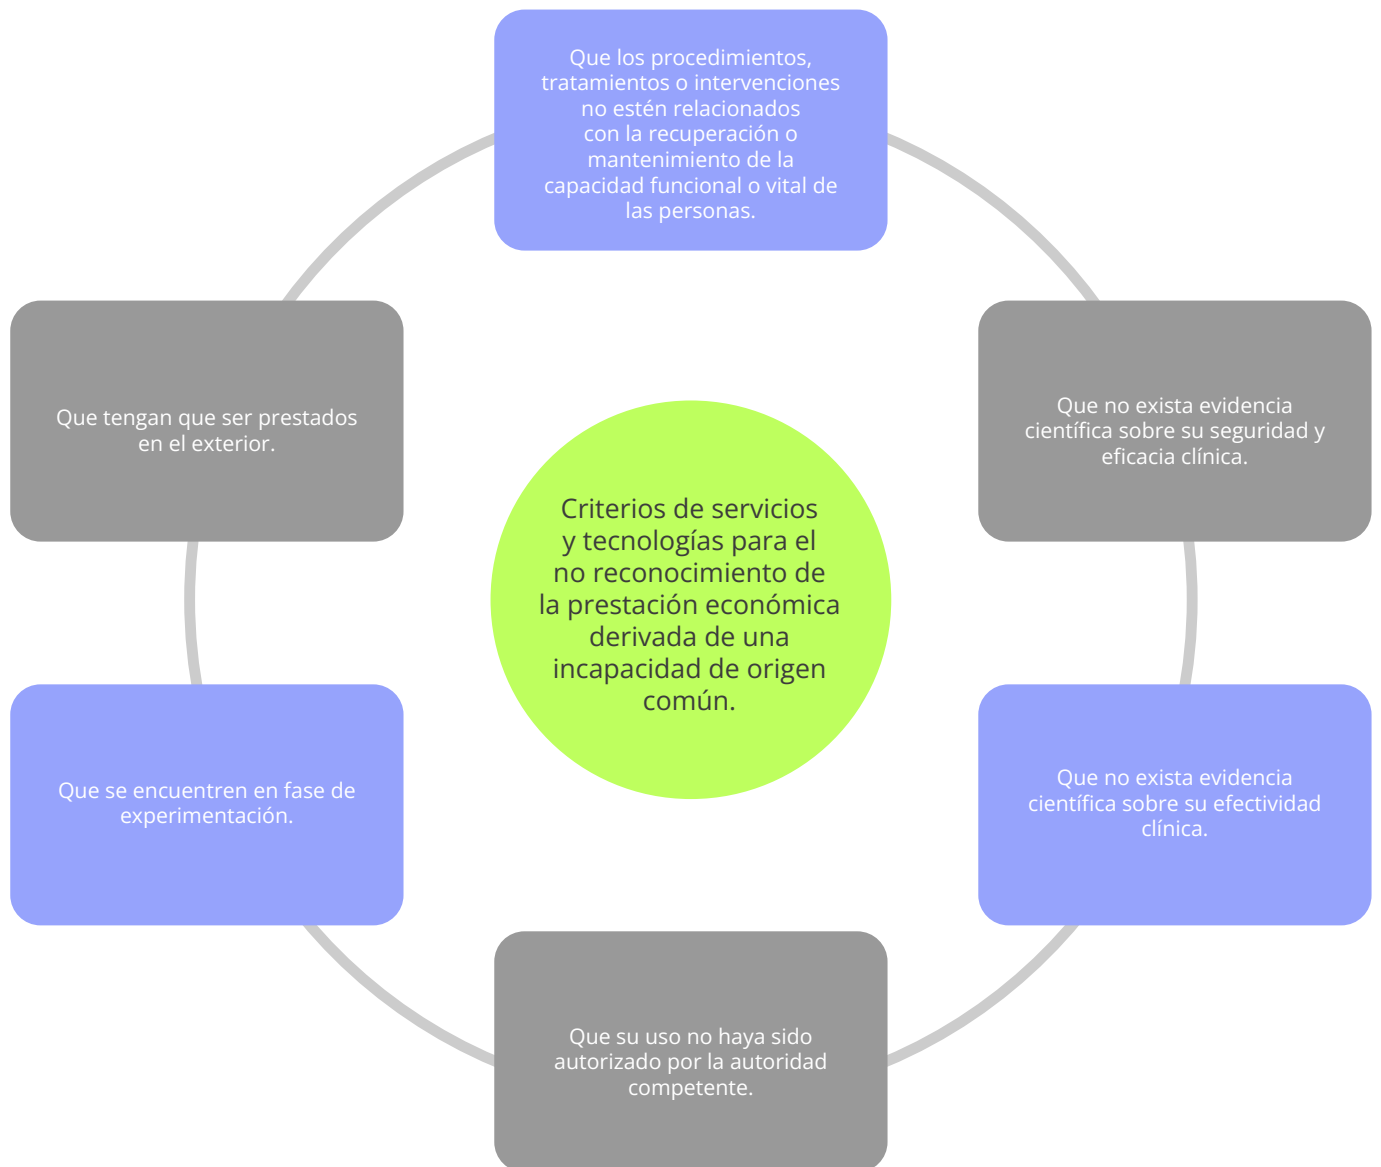 Que los procedimientos,
tratamientos o intervenciones
no estén relacionados
con la recuperación o
mantenimiento de la
capacidad funcional o vital de
las personas.
Que tengan que ser prestados
en el exterior.
Que no exista evidencia
científica sobre su seguridad y
eficacia clínica.
Criterios de servicios
y tecnologías para el
no reconocimiento de
la prestación económica
derivada de una
incapacidad de origen
común.
Que se encuentren en fase de
experimentación.
Que no exista evidencia
científica sobre su efectividad
clínica.
Que su uso no haya sido
autorizado por la autoridad
competente.